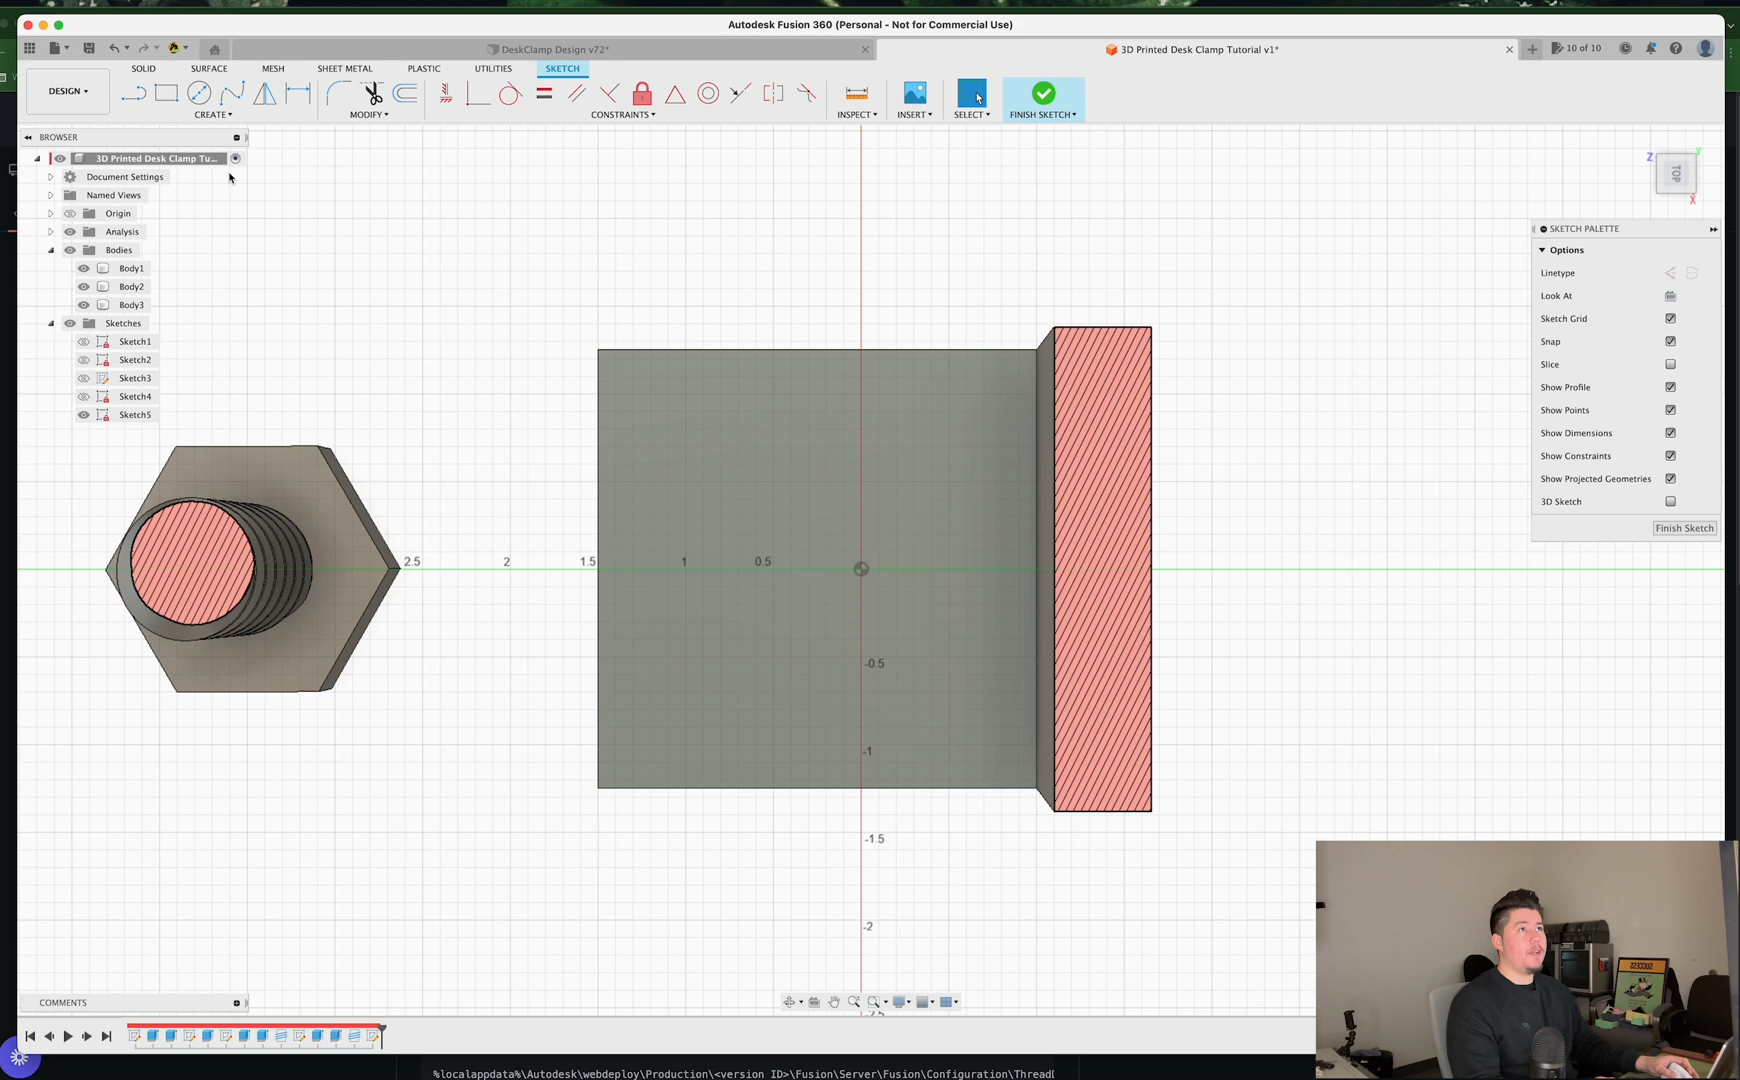 Autodesk Fusion 360 (Personal - Not for Commercial Use)
DeskClamp Design v72*
3D Printed Desk Clamp Tutorial v1*
10 of 10
SOLID SURFACE MESH SHEET METAL PLASTIC UTILITIES SKETCH
DESIGN
CREATE MODIFY CONSTRAINTS INSPECT INSERT SELECT FINISH SKETCH
BROWSER
3D Printed Desk Clamp Tu...
Document Settings
Named Views
Origin
Analysis
Bodies
Body1
Body2
Body3
Sketches
Sketch1
Sketch2
Sketch3
Sketch4
Sketch5
2.5 2 1.5 1 0.5
-0.5
-1
-1.5
-2
-2.5
Z Y
TOP
X
SKETCH PALETTE
Options
Linetype
Look At
Sketch Grid
Snap
Slice
Show Profile
Show Points
Show Dimensions
Show Constraints
Show Projected Geometries
3D Sketch
Finish Sketch
COMMENTS
%localappdata%\Autodesk\webdeploy\Production\<version ID>\Fusion\Server\Fusion\Configuration\ThreadD